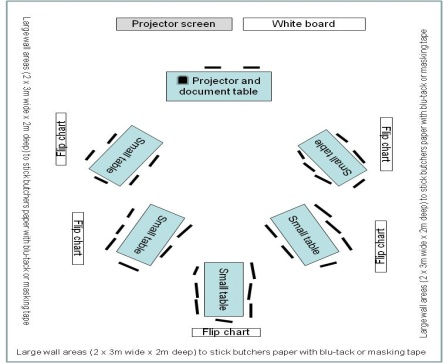 Projector screen
White board
Projector and
document table
Large wall areas (2 x 3m wide x 2m deep) to stick butchers paper with blu-tack or masking tape
Flip chart
Small table
Small table
Flip chart
Flip chart
Small table
Small table
Flip chart
Small table
Flip chart
Large wall areas (2 x 3m wide x 2m deep) to stick butchers paper with blu-tack or masking tape
Large wall areas (2 x 3m wide x 2m deep) to stick butchers paper with blu-tack or masking tape